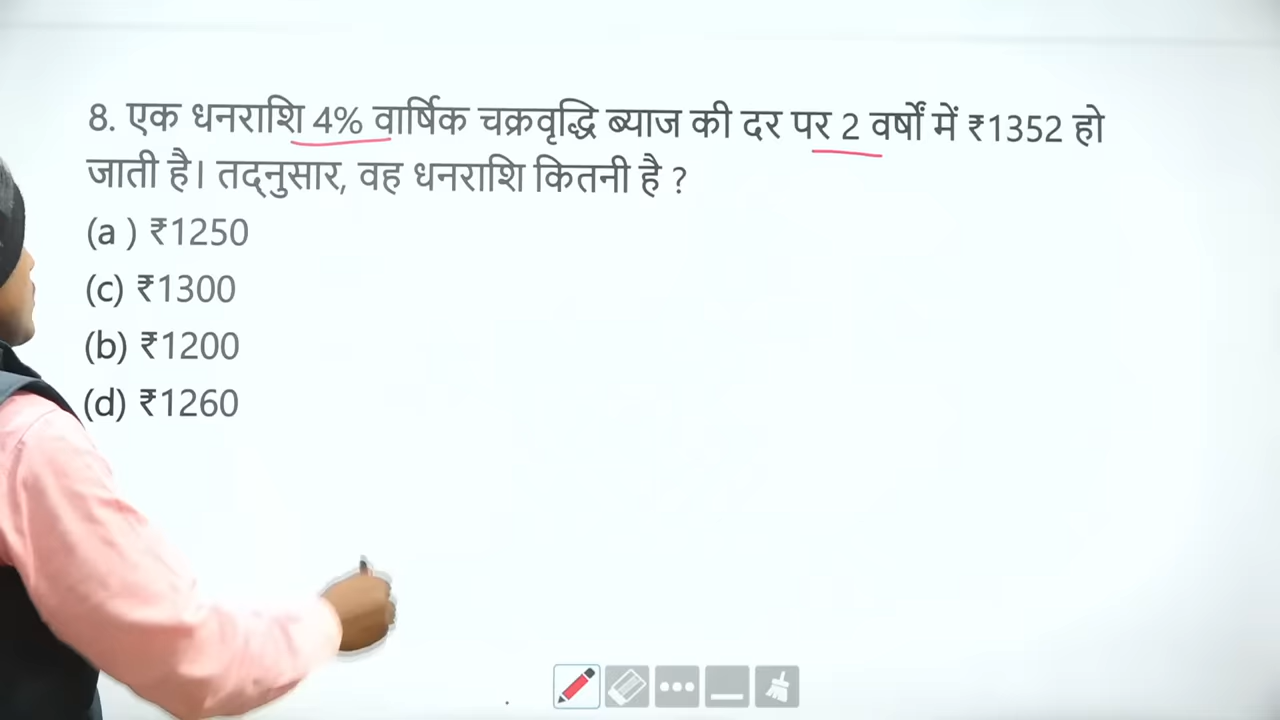 8. एक धनराशि 4% वार्षिक चक्रवृद्धि ब्याज की दर पर 2 वर्षों में ₹1352 हो
जाती है। तद्नुसार, वह धनराशि कितनी है ?
(a ) ₹1250
(c) ₹1300
(b) ₹1200
(d) ₹1260